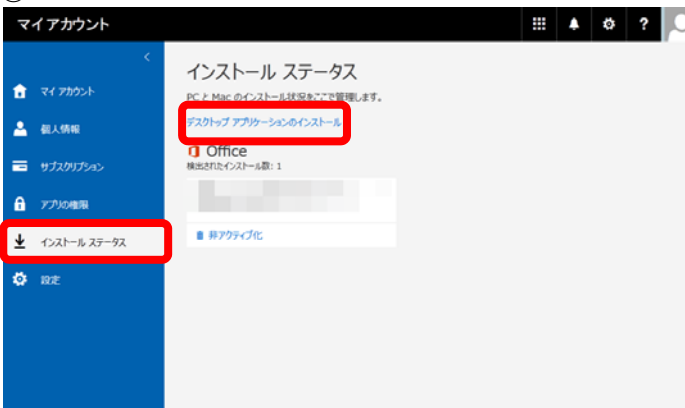 マイアカウント
?
インストール ステータス
PC と Mac のインストール状況をここで管理します。
デスクトップ アプリケーションのインストール
Office
検出されたインストール数: 1
非アクティブ化
マイ アカウント
個人情報
サブスクリプション
アプリの権限
インストール ステータス
設定